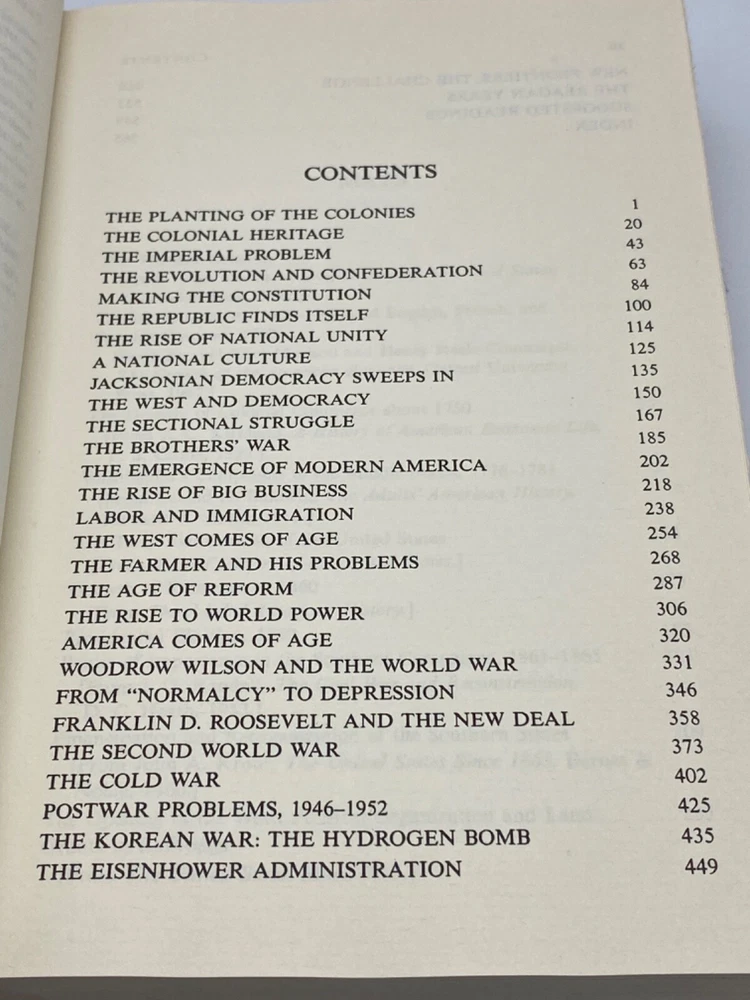 CONTENTS
THE PLANTING OF THE COLONIES 1
THE COLONIAL HERITAGE 20
THE IMPERIAL PROBLEM 43
THE REVOLUTION AND CONFEDERATION 63
MAKING THE CONSTITUTION 84
THE REPUBLIC FINDS ITSELF 100
THE RISE OF NATIONAL UNITY 114
A NATIONAL CULTURE 125
JACKSONIAN DEMOCRACY SWEEPS IN 135
THE WEST AND DEMOCRACY 150
THE SECTIONAL STRUGGLE 167
THE BROTHERS' WAR 185
THE EMERGENCE OF MODERN AMERICA 202
THE RISE OF BIG BUSINESS 218
LABOR AND IMMIGRATION 238
THE WEST COMES OF AGE 254
THE FARMER AND HIS PROBLEMS 268
THE AGE OF REFORM 287
THE RISE TO WORLD POWER 306
AMERICA COMES OF AGE 320
WOODROW WILSON AND THE WORLD WAR 331
FROM “NORMALCY” TO DEPRESSION 346
FRANKLIN D. ROOSEVELT AND THE NEW DEAL 358
THE SECOND WORLD WAR 373
THE COLD WAR 402
POSTWAR PROBLEMS, 1946–1952 425
THE KOREAN WAR: THE HYDROGEN BOMB 435
THE EISENHOWER ADMINISTRATION 449